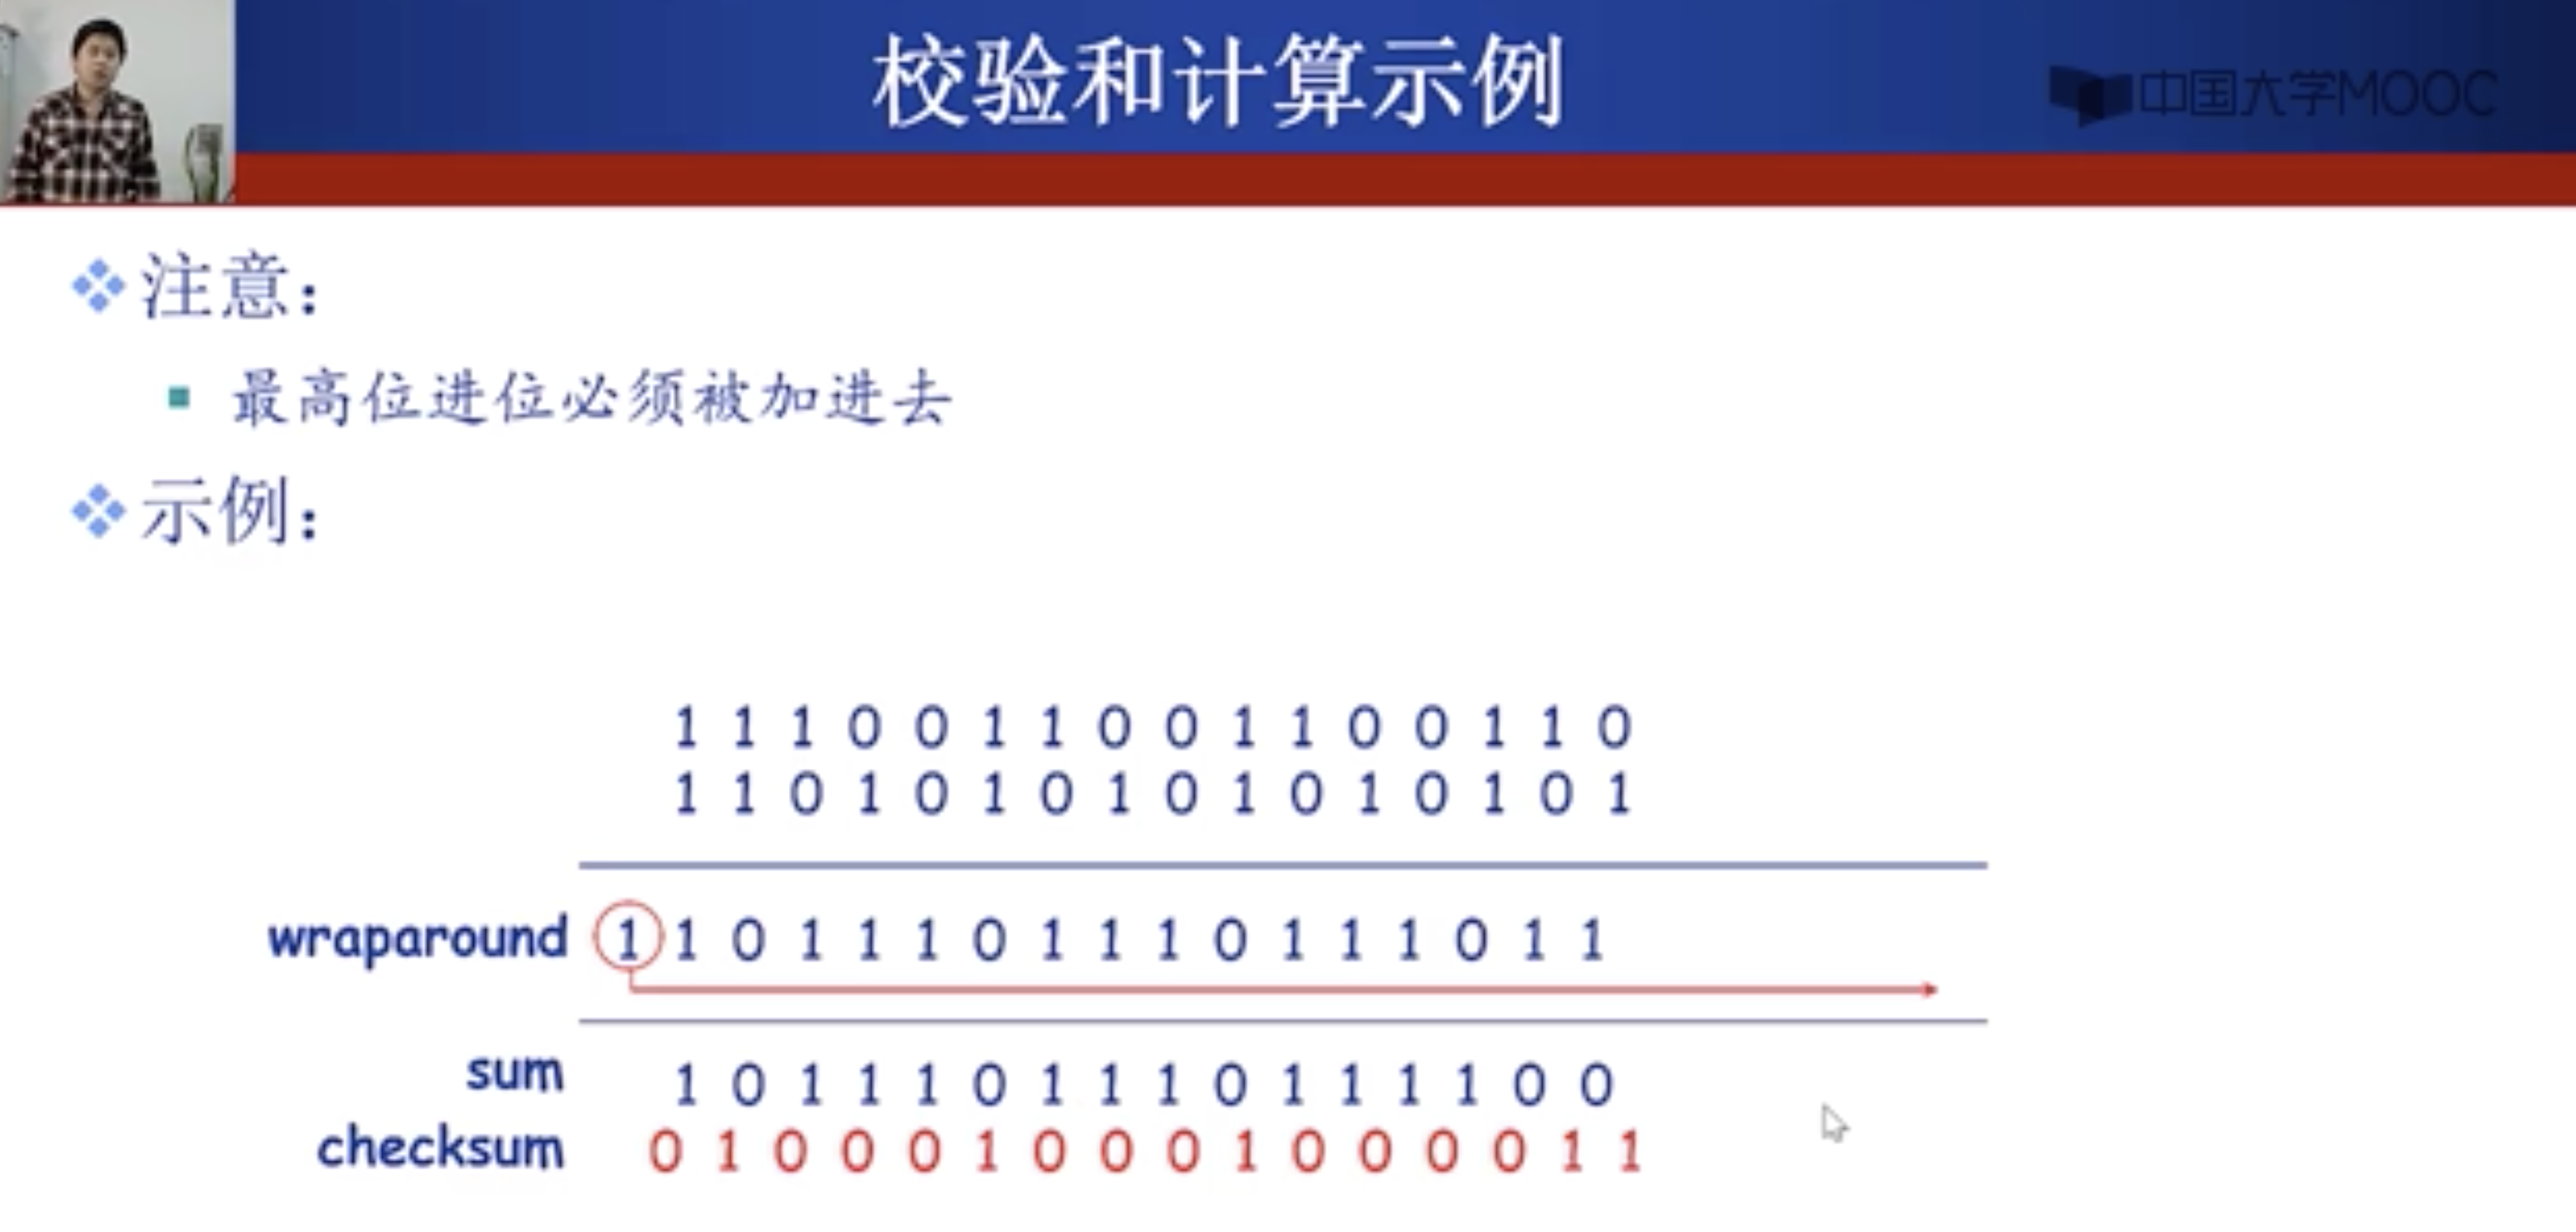 校验和计算示例
中国大学MOOC
注意：
最高位进位必须被加进去
示例：
1 1 1 0 0 1 1 0 0 1 1 0 0 1 1 0
1 1 0 1 0 1 0 1 0 1 0 1 0 1 0 1
wraparound 1 1 0 1 1 1 0 1 1 1 0 1 1 1 0 1 1
sum 1 0 1 1 1 0 1 1 1 0 1 1 1 1 0 0
checksum 0 1 0 0 0 1 0 0 0 1 0 0 0 0 1 1